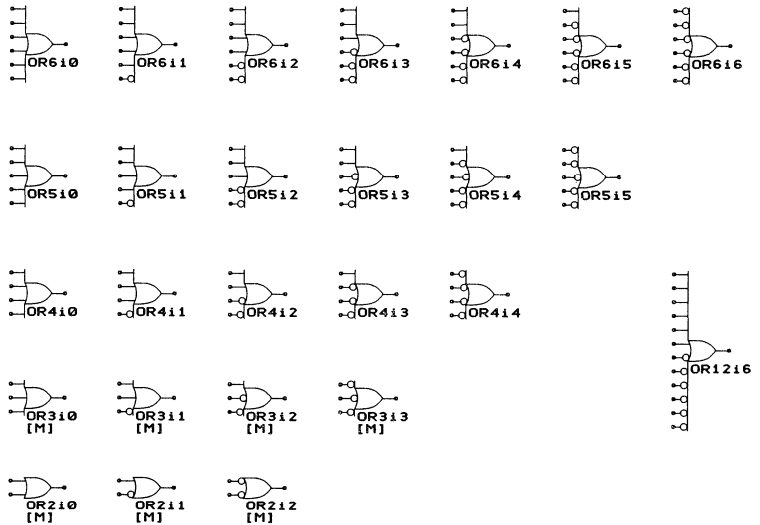 OR6i0 OR6i1 OR6i2 OR6i3 OR6i4 OR6i5 OR6i6
OR5i0 OR5i1 OR5i2 OR5i3 OR5i4 OR5i5
OR4i0 OR4i1 OR4i2 OR4i3 OR4i4
OR12i6
OR3i0 OR3i1 OR3i2 OR3i3
[M] [M] [M] [M]
OR2i0 OR2i1 OR2i2
[M] [M] [M]